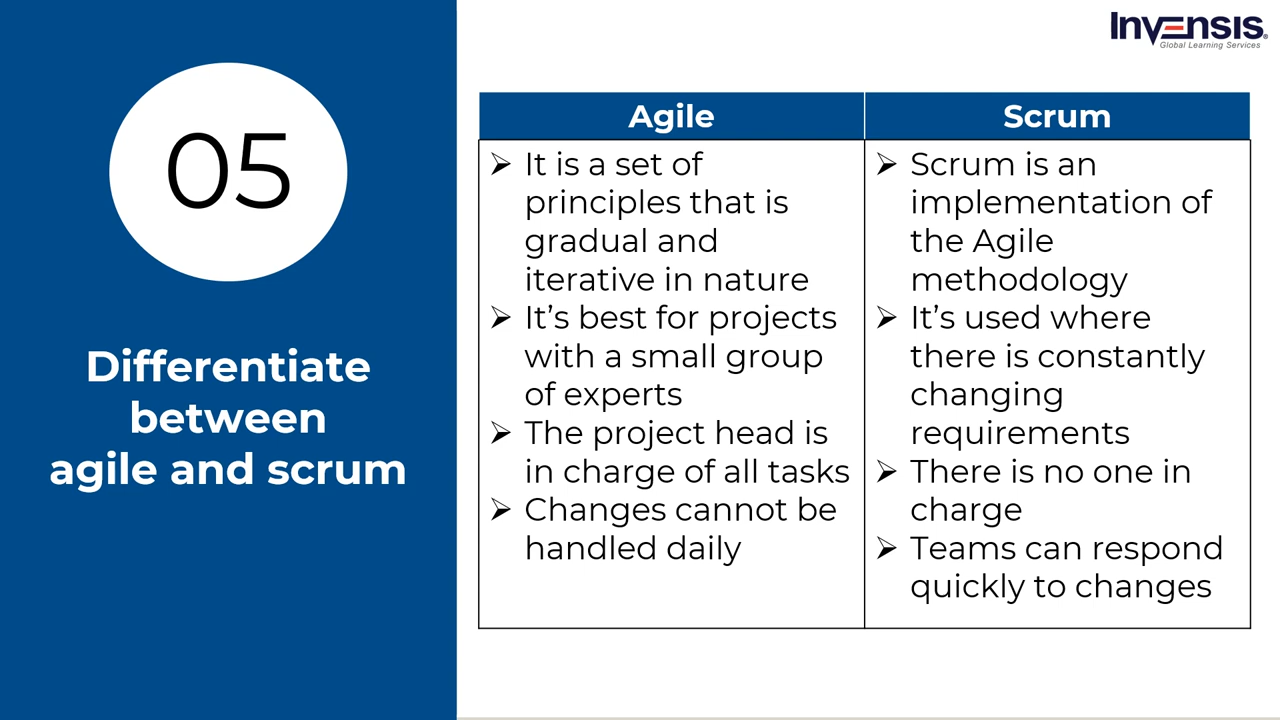 Invensis®
Global Learning Services
05
Differentiate
between
agile and scrum
Agile
➢ It is a set of
principles that is
gradual and
iterative in nature
➢ It’s best for projects
with a small group
of experts
➢ The project head is
in charge of all tasks
➢ Changes cannot be
handled daily
Scrum
➢ Scrum is an
implementation of
the Agile
methodology
➢ It’s used where
there is constantly
changing
requirements
➢ There is no one in
charge
➢ Teams can respond
quickly to changes